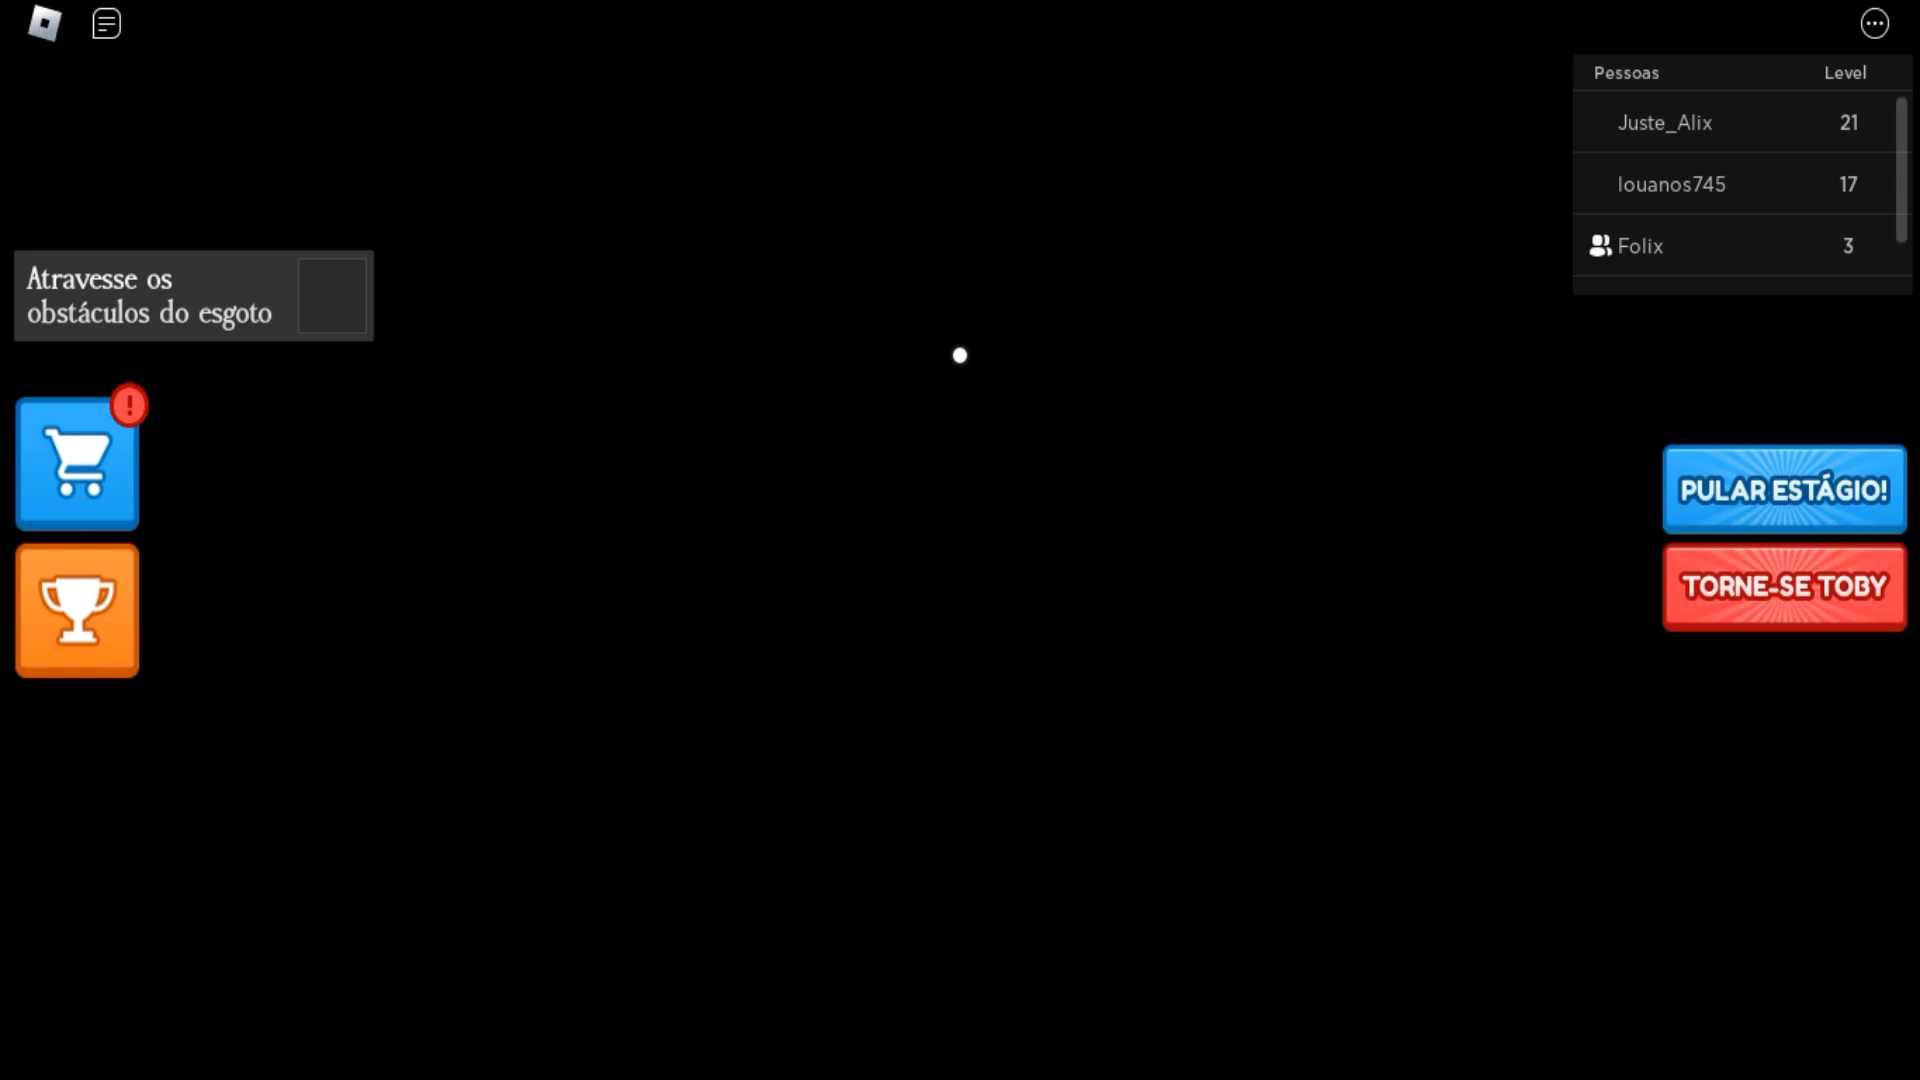 Pessoas Level
Juste_Alix 21
louanos745 17
Folix 3
Atravesse os
obstáculos do esgoto
!
PULAR ESTÁGIO!
TORNE-SE TOBY